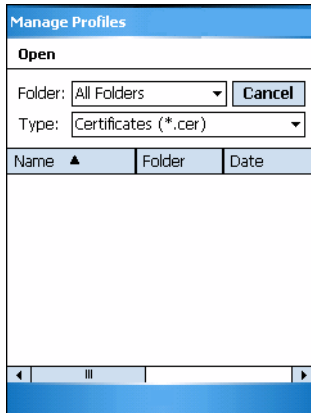 Manage Profiles
Open
Folder: All Folders Cancel
Type: Certificates (*.cer)
Name Folder Date